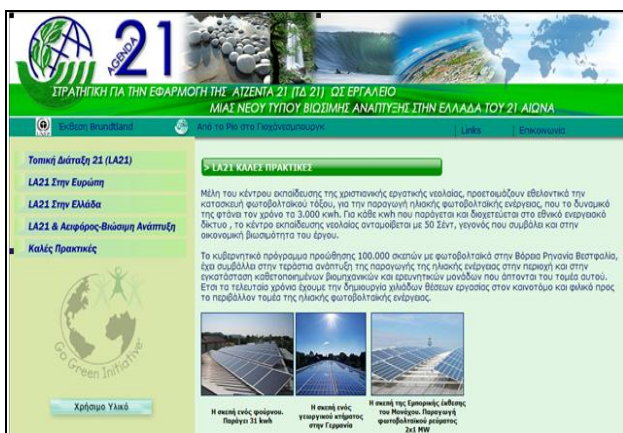 AGENDA 21
ΣΤΡΑΤΗΓΙΚΗ ΓΙΑ ΤΗΝ ΕΦΑΡΜΟΓΗ ΤΗΣ ΑΤΖΕΝΤΑ 21 (ΤΔ 21) ΩΣ ΕΡΓΑΛΕΙΟ
ΜΙΑΣ ΝΕΟΥ ΤΥΠΟΥ ΒΙΩΣΙΜΗΣ ΑΝΑΠΤΥΞΗΣ ΣΤΗΝ ΕΛΛΑΔΑ ΤΟΥ 21 ΑΙΩΝΑ
Έκθεση Brundtland
Από το Ρίο στο Γιοχάνεσμπουργκ
Links
Επικοινωνία
Τοπική Διάταξη 21 (LA21)
LA21 Στην Ευρώπη
LA21 Στην Ελλάδα
LA21 & Αειφόρος-Βιώσιμη Ανάπτυξη
Καλές Πρακτικές
Go Green Initiative
Χρήσιμο Υλικό
> LA21 ΚΑΛΕΣ ΠΡΑΚΤΙΚΕΣ
Μέλη του κέντρου εκπαίδευσης της χριστιανικής εργατικής νεολαίας, προετοιμάζουν εθελοντικά την
κατασκευή φωτοβολταϊκού τόξου, για την παραγωγή ηλιακής φωτοβολταϊκής ενέργειας, που το δυναμικό
της φτάνει τον χρόνο τα 3.000 kwh. Για κάθε kwh που παράγεται και διοχετεύεται στο εθνικό ενεργειακό
δίκτυο , το κέντρο εκπαίδευσης νεολαίας ανταμοίβεται με 50 Σέντ, γεγονός που συμβάλει και στην
οικονομική βιωσιμότητα του έργου.
Το κυβερνητικό πρόγραμμα προώθησης 100.000 σκεπών με φωτοβολταϊκά στην Βόρεια Ρηνανία Βεστφαλία,
έχει συμβάλλει στην τεράστια ανάπτυξη της παραγωγής της ηλιακής ενέργειας στην περιοχή και στην
εγκατάσταση καθετοποιημένων βιομηχανικών και ερευνητικών μονάδων που άπτονται του τομέα αυτού.
Έτσι τα τελευταία χρόνια έχουμε την δημιουργία χιλιάδων θέσεων εργασίας στον καινοτόμο και φιλικό προς
το περιβάλλον τομέα της ηλιακής φωτοβολταϊκής ενέργειας.
Η σκεπή ενός φούρνου.
Παράγει 31 kwh
Η σκεπή ενός
γεωργικού κτήματος
στην Γερμανία
Η σκεπή της Εμπορικής έκθεσης
του Μονάχου. Παραγωγή
φωτοβολταϊκού ρεύματος
2x1 MW